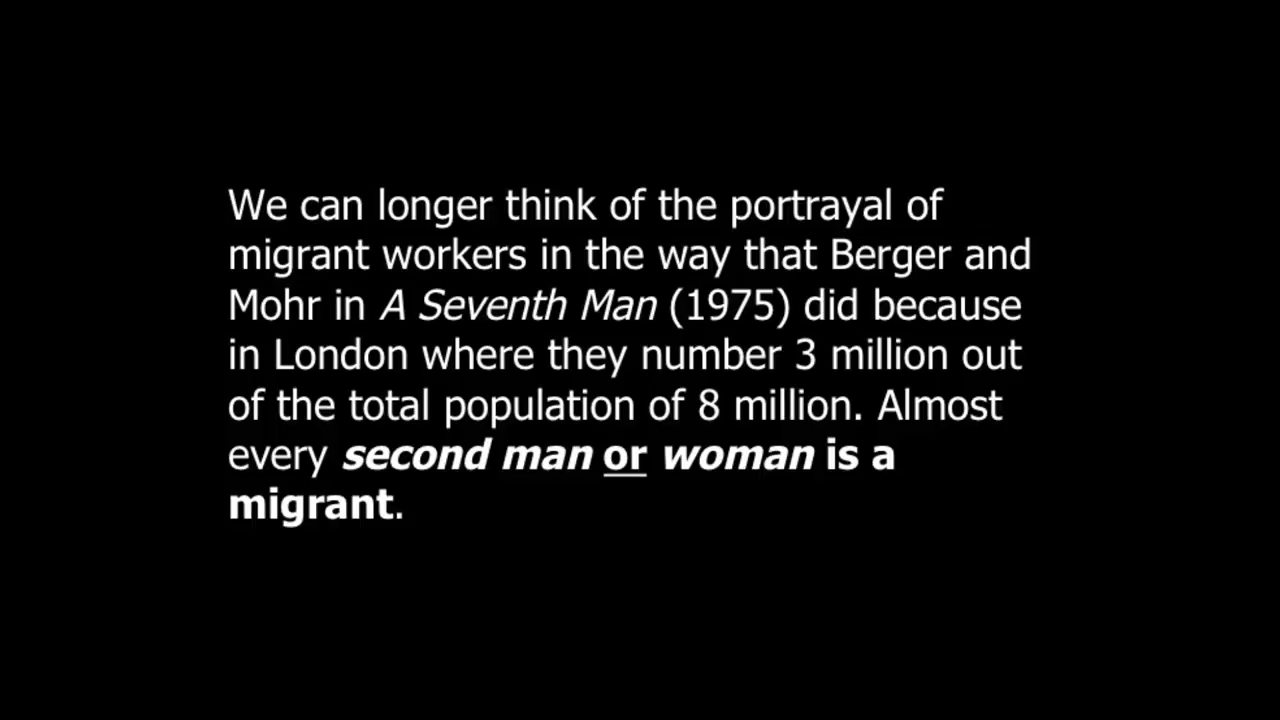 We can longer think of the portrayal of
migrant workers in the way that Berger and
Mohr in A Seventh Man (1975) did because
in London where they number 3 million out
of the total population of 8 million. Almost
every second man or woman is a
migrant.